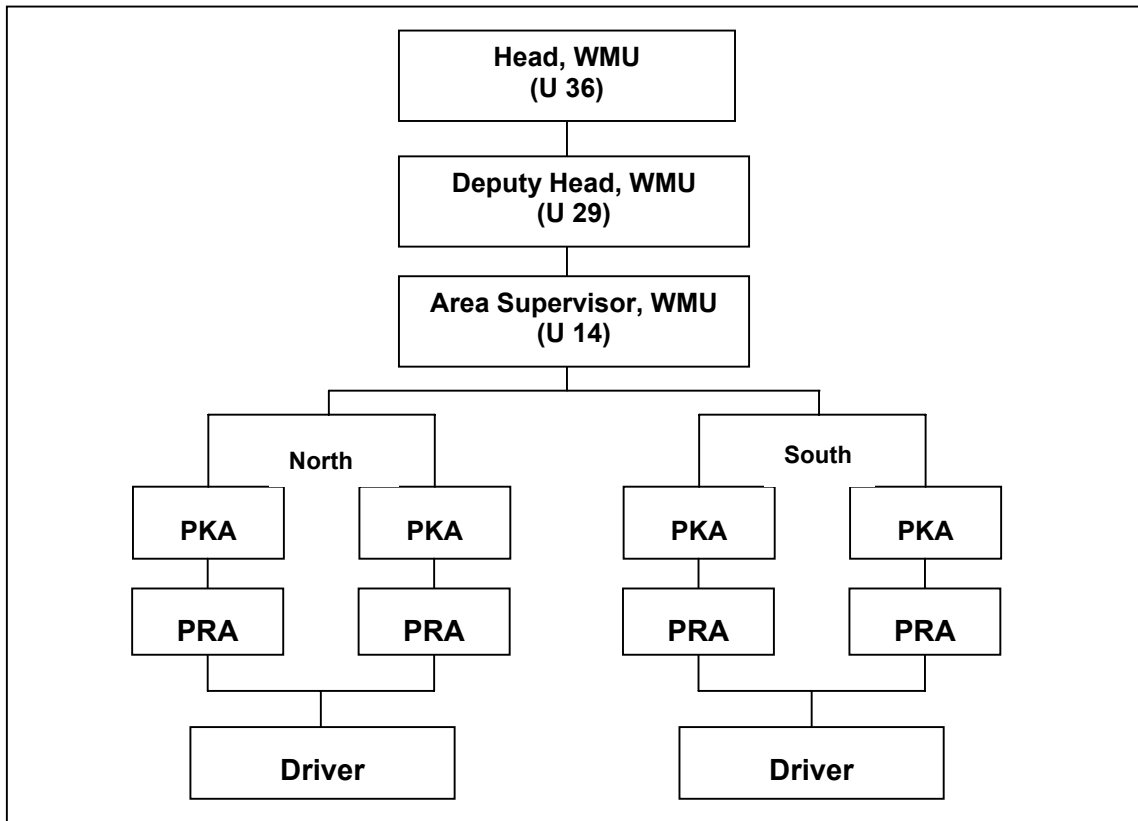 Head, WMU
(U 36)
Deputy Head, WMU
(U 29)
Area Supervisor, WMU
(U 14)
North
South
PKA
PKA
PKA
PKA
PRA
PRA
PRA
PRA
Driver
Driver